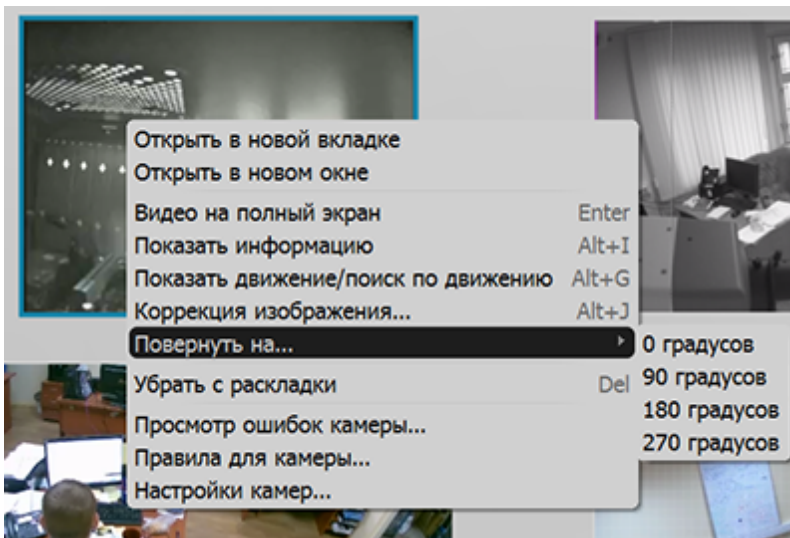 Открыть в новой вкладке
Открыть в новом окне
Видео на полный экран Enter
Показать информацию Alt+I
Показать движение/поиск по движению Alt+G
Коррекция изображения... Alt+J
Повернуть на...
0 градусов
90 градусов
180 градусов
270 градусов
Убрать с раскладки Del
Просмотр ошибок камеры...
Правила для камеры...
Настройки камер...